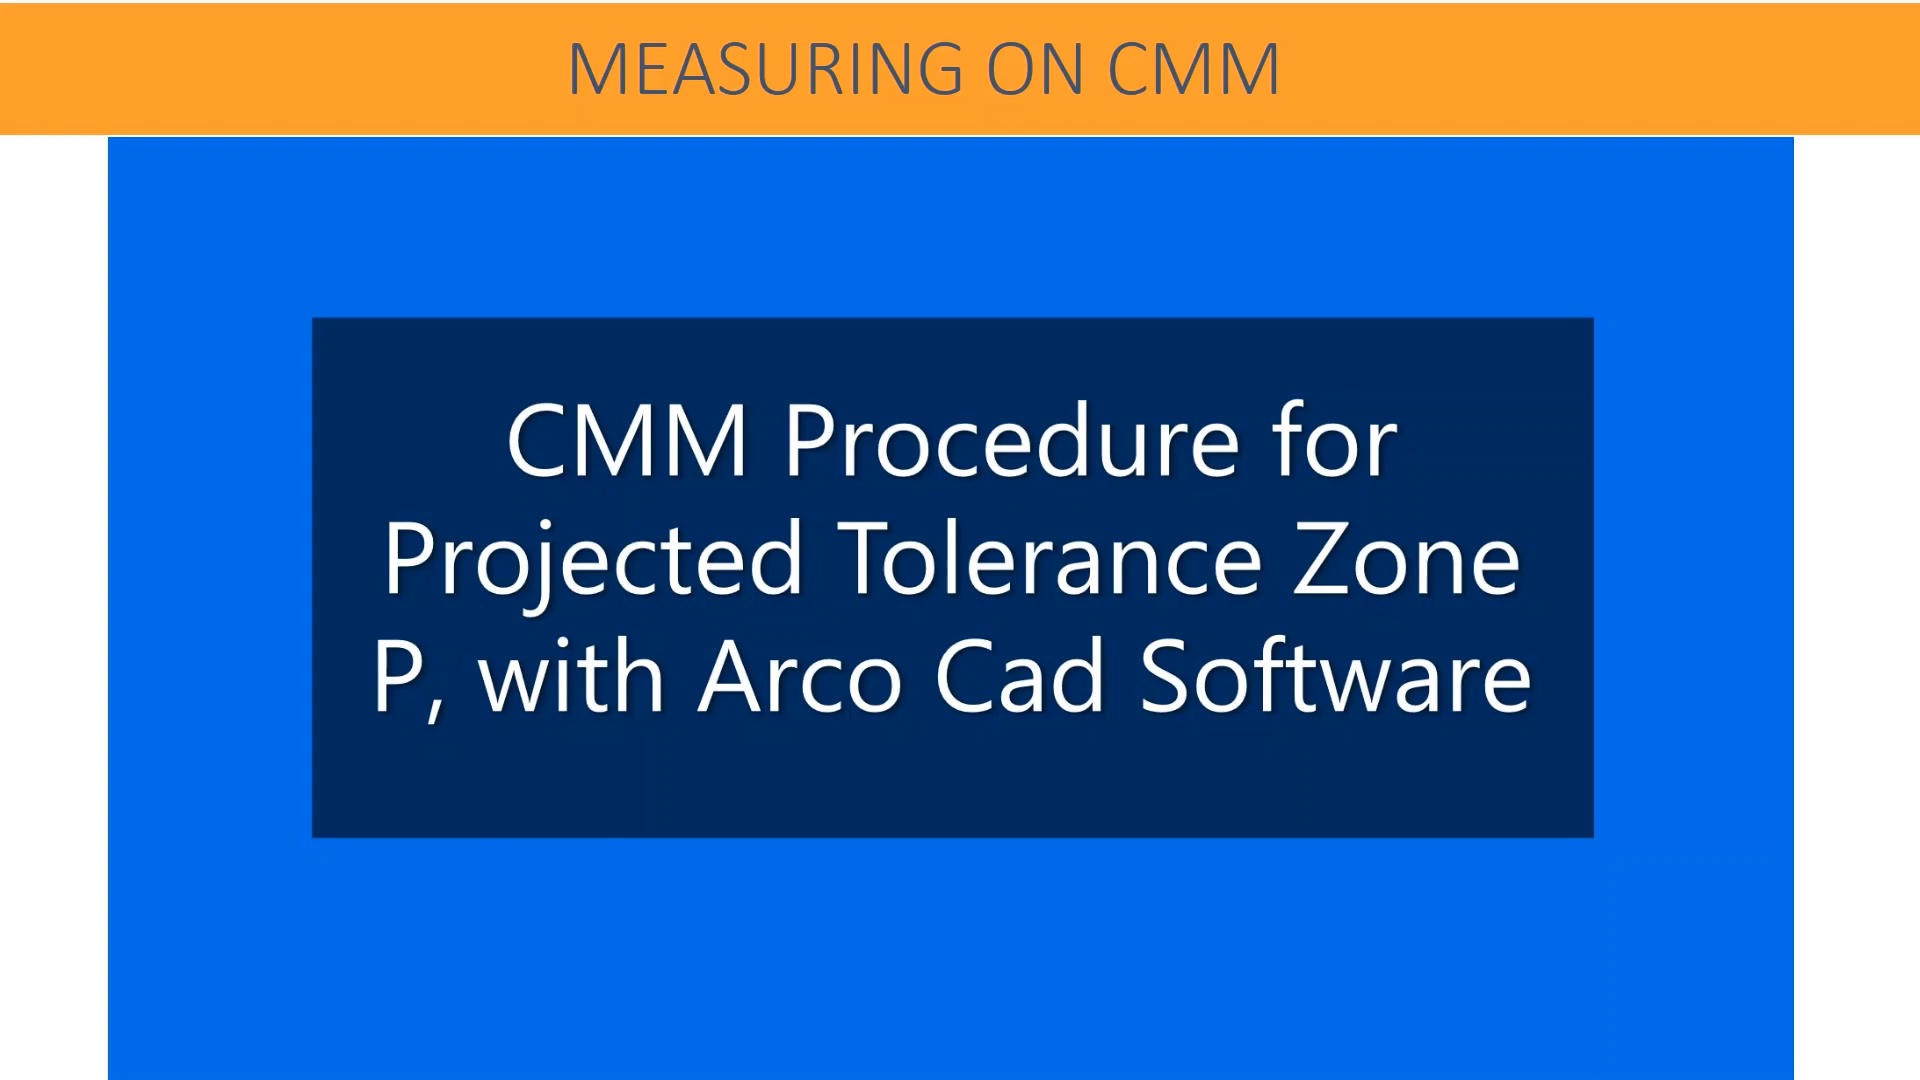 MEASURING ON CMM
CMM Procedure for
Projected Tolerance Zone
P, with Arco Cad Software